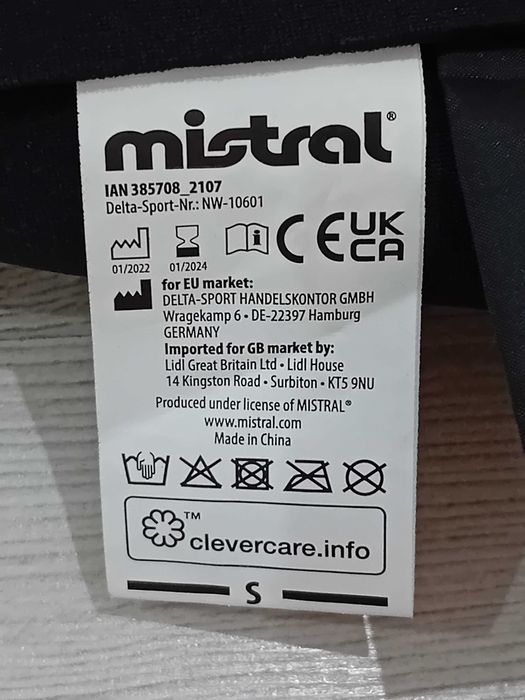 mistral®
IAN 385708_2107
Delta-Sport-Nr.: NW-10601
CE UK CA
01/2022 01/2024
for EU market:
DELTA-SPORT HANDELSKONTOR GMBH
Wragekamp 6 • DE-22397 Hamburg
GERMANY
Imported for GB market by:
Lidl Great Britain Ltd • Lidl House
14 Kingston Road • Surbiton • KT5 9NU
Produced under license of MISTRAL®
www.mistral.com
Made in China
™
clevercare.info
S